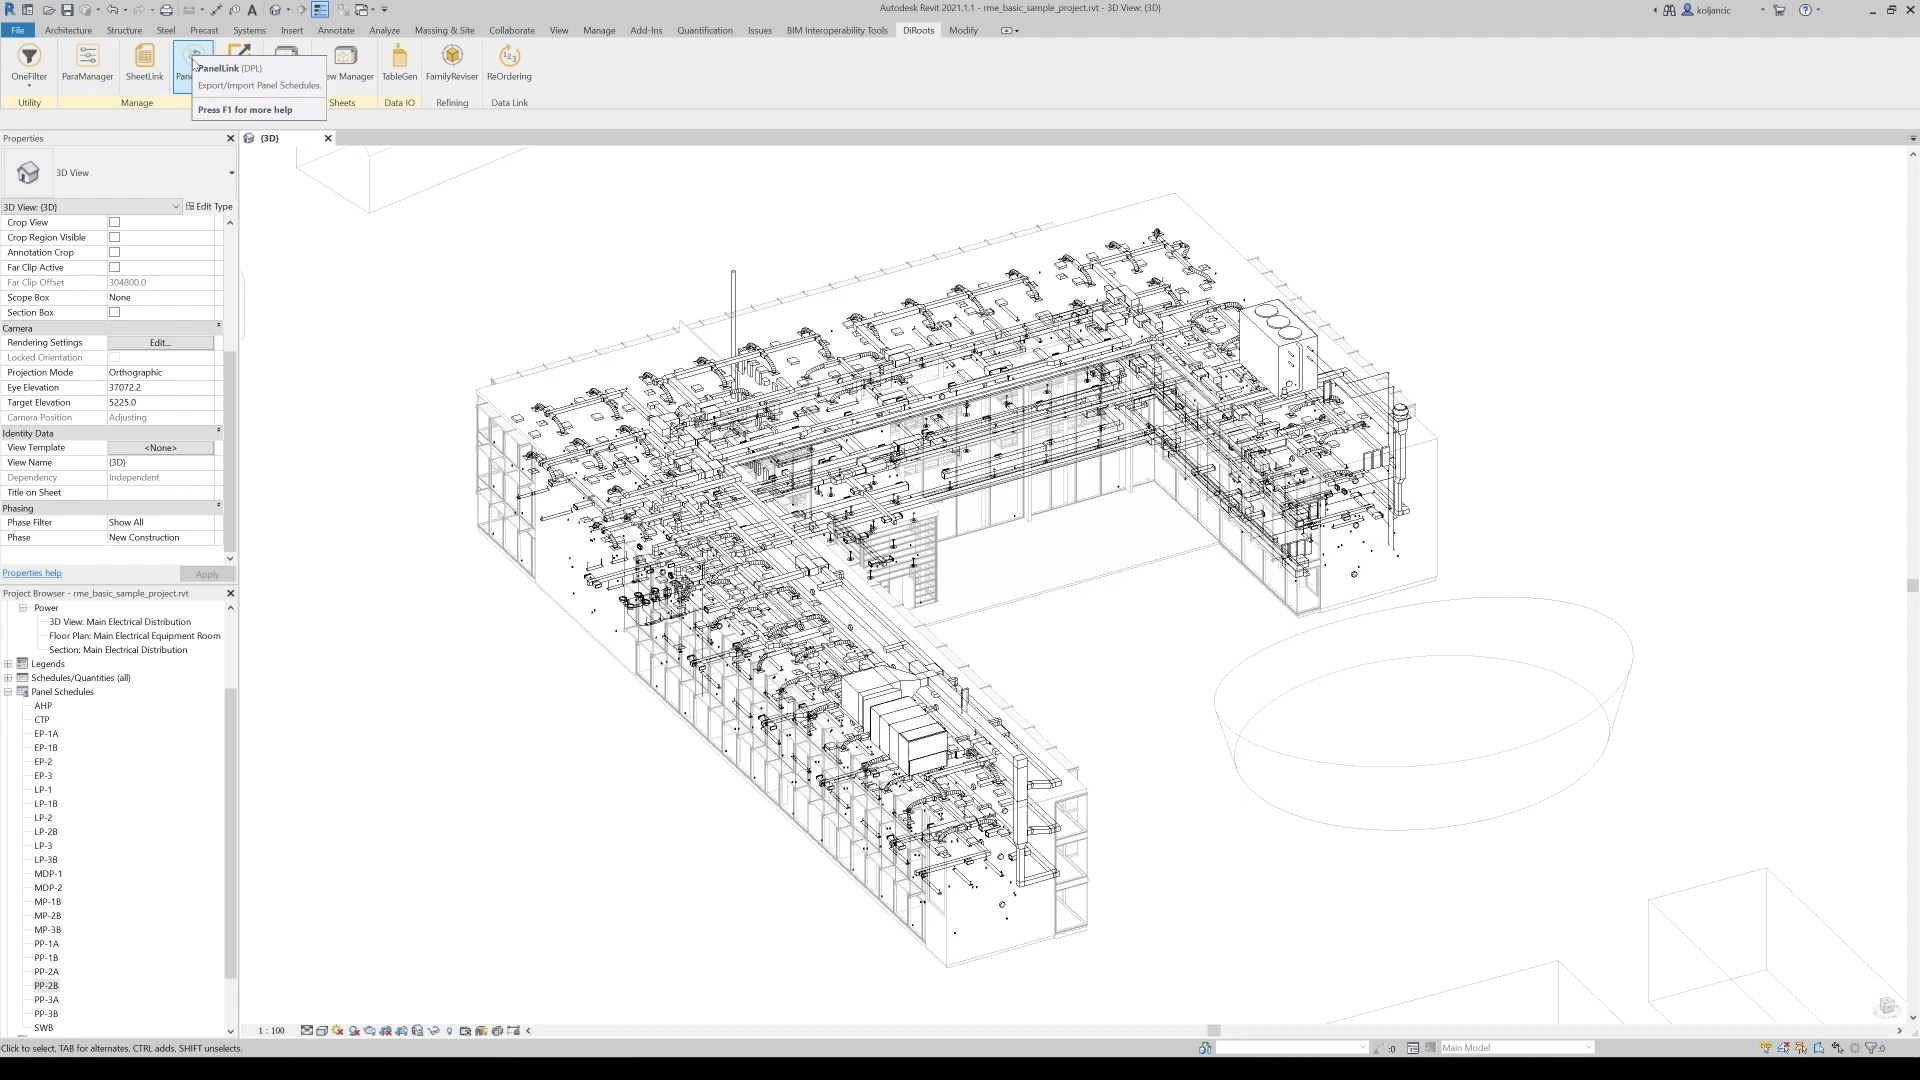 Autodesk Revit 2021.1.1 - rme_basic_sample_project.rvt - 3D View: {3D}
koljancic
File
Architecture
Structure
Steel
Precast
Systems
Insert
Annotate
Analyze
Massing & Site
Collaborate
View
Manage
Add-Ins
Quantification
Issues
BIM Interoperability Tools
DiRoots
Modify
OneFilter
ParaManager
SheetLink
Pane
PanelLink (DPL)
Export/Import Panel Schedules.
Press F1 for more help
w Manager
TableGen
FamilyReviser
ReOrdering
Utility
Manage
Sheets
Data IO
Refining
Data Link
Properties
{3D}
3D View
3D View: {3D}
Edit Type
Crop View
Crop Region Visible
Annotation Crop
Far Clip Active
Far Clip Offset 304800.0
Scope Box None
Section Box
Camera
Rendering Settings Edit...
Locked Orientation
Projection Mode Orthographic
Eye Elevation 37072.2
Target Elevation 5225.0
Camera Position Adjusting
Identity Data
View Template <None>
View Name {3D}
Dependency Independent
Title on Sheet
Phasing
Phase Filter Show All
Phase New Construction
Properties help
Apply
Project Browser - rme_basic_sample_project.rvt
Power
3D View: Main Electrical Distribution
Floor Plan: Main Electrical Equipment Room
Section: Main Electrical Distribution
Legends
Schedules/Quantities (all)
Panel Schedules
AHP
CTP
EP-1A
EP-1B
EP-2
EP-3
LP-1
LP-1B
LP-2
LP-2B
LP-3
LP-3B
MDP-1
MDP-2
MP-1B
MP-2B
MP-3B
PP-1A
PP-1B
PP-2A
PP-2B
PP-3A
PP-3B
SWB
1 : 100
Click to select, TAB for alternates, CTRL adds, SHIFT unselects.
:0
Main Model
:0